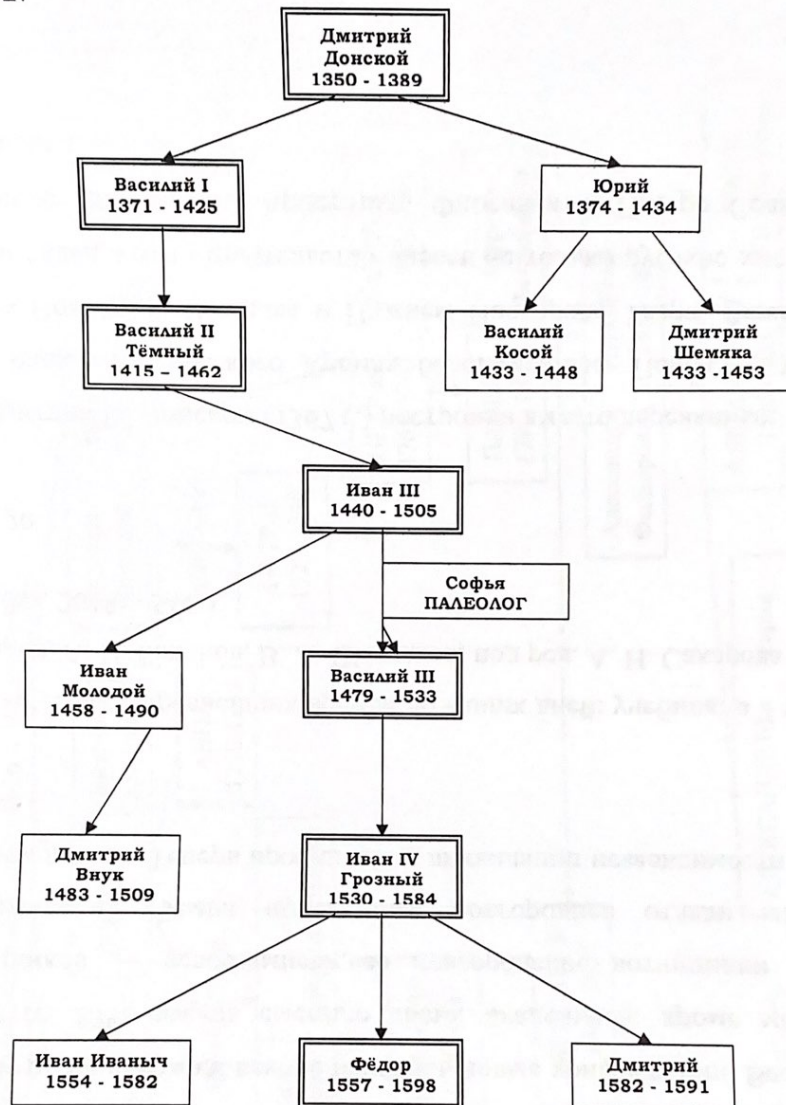 Дмитрий
Донской
1350 - 1389
Василий I
1371 - 1425
Юрий
1374 - 1434
Василий II
Тёмный
1415 - 1462
Василий
Косой
1433 - 1448
Дмитрий
Шемяка
1433 -1453
Иван III
1440 - 1505
Софья
ПАЛЕОЛОГ
Иван
Молодой
1458 - 1490
Василий III
1479 - 1533
Дмитрий
Внук
1483 - 1509
Иван IV
Грозный
1530 - 1584
Иван Иваныч
1554 - 1582
Фёдор
1557 - 1598
Дмитрий
1582 - 1591